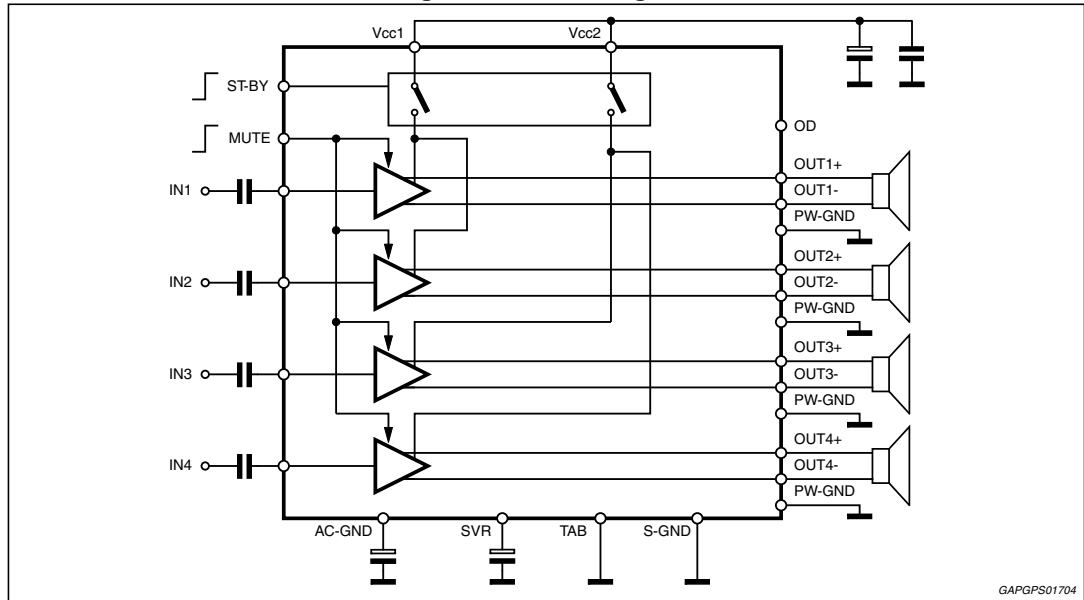 Vcc1
Vcc2
ST-BY
MUTE
OD
IN1
OUT1+
OUT1-
PW-GND
IN2
OUT2+
OUT2-
PW-GND
IN3
OUT3+
OUT3-
PW-GND
IN4
OUT4+
OUT4-
PW-GND
AC-GND
SVR
TAB
S-GND
GAPGPS01704